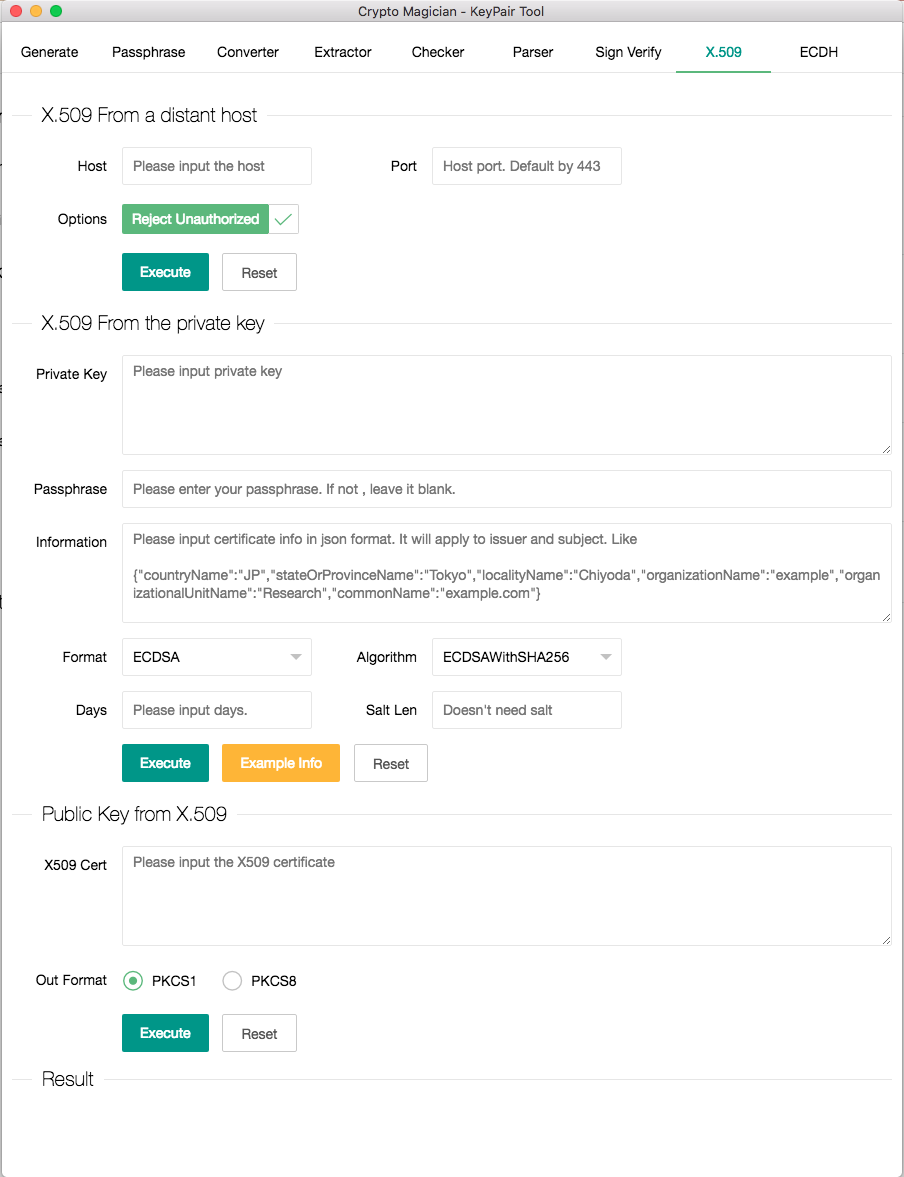 Crypto Magician - KeyPair Tool
Generate Passphrase Converter Extractor Checker Parser Sign Verify X.509 ECDH
X.509 From a distant host
Host Please input the host Port Host port. Default by 443
Options Reject Unauthorized
Execute Reset
X.509 From the private key
Private Key Please input private key
Passphrase Please enter your passphrase. If not , leave it blank.
Information Please input certificate info in json format. It will apply to issuer and subject. Like
{"countryName":"JP","stateOrProvinceName":"Tokyo","localityName":"Chiyoda","organizationName":"example","organ
izationalUnitName":"Research","commonName":"example.com"}
Format ECDSA Algorithm ECDSAWithSHA256
Days Please input days. Salt Len Doesn't need salt
Execute Example Info Reset
Public Key from X.509
X509 Cert Please input the X509 certificate
Out Format PKCS1 PKCS8
Execute Reset
Result